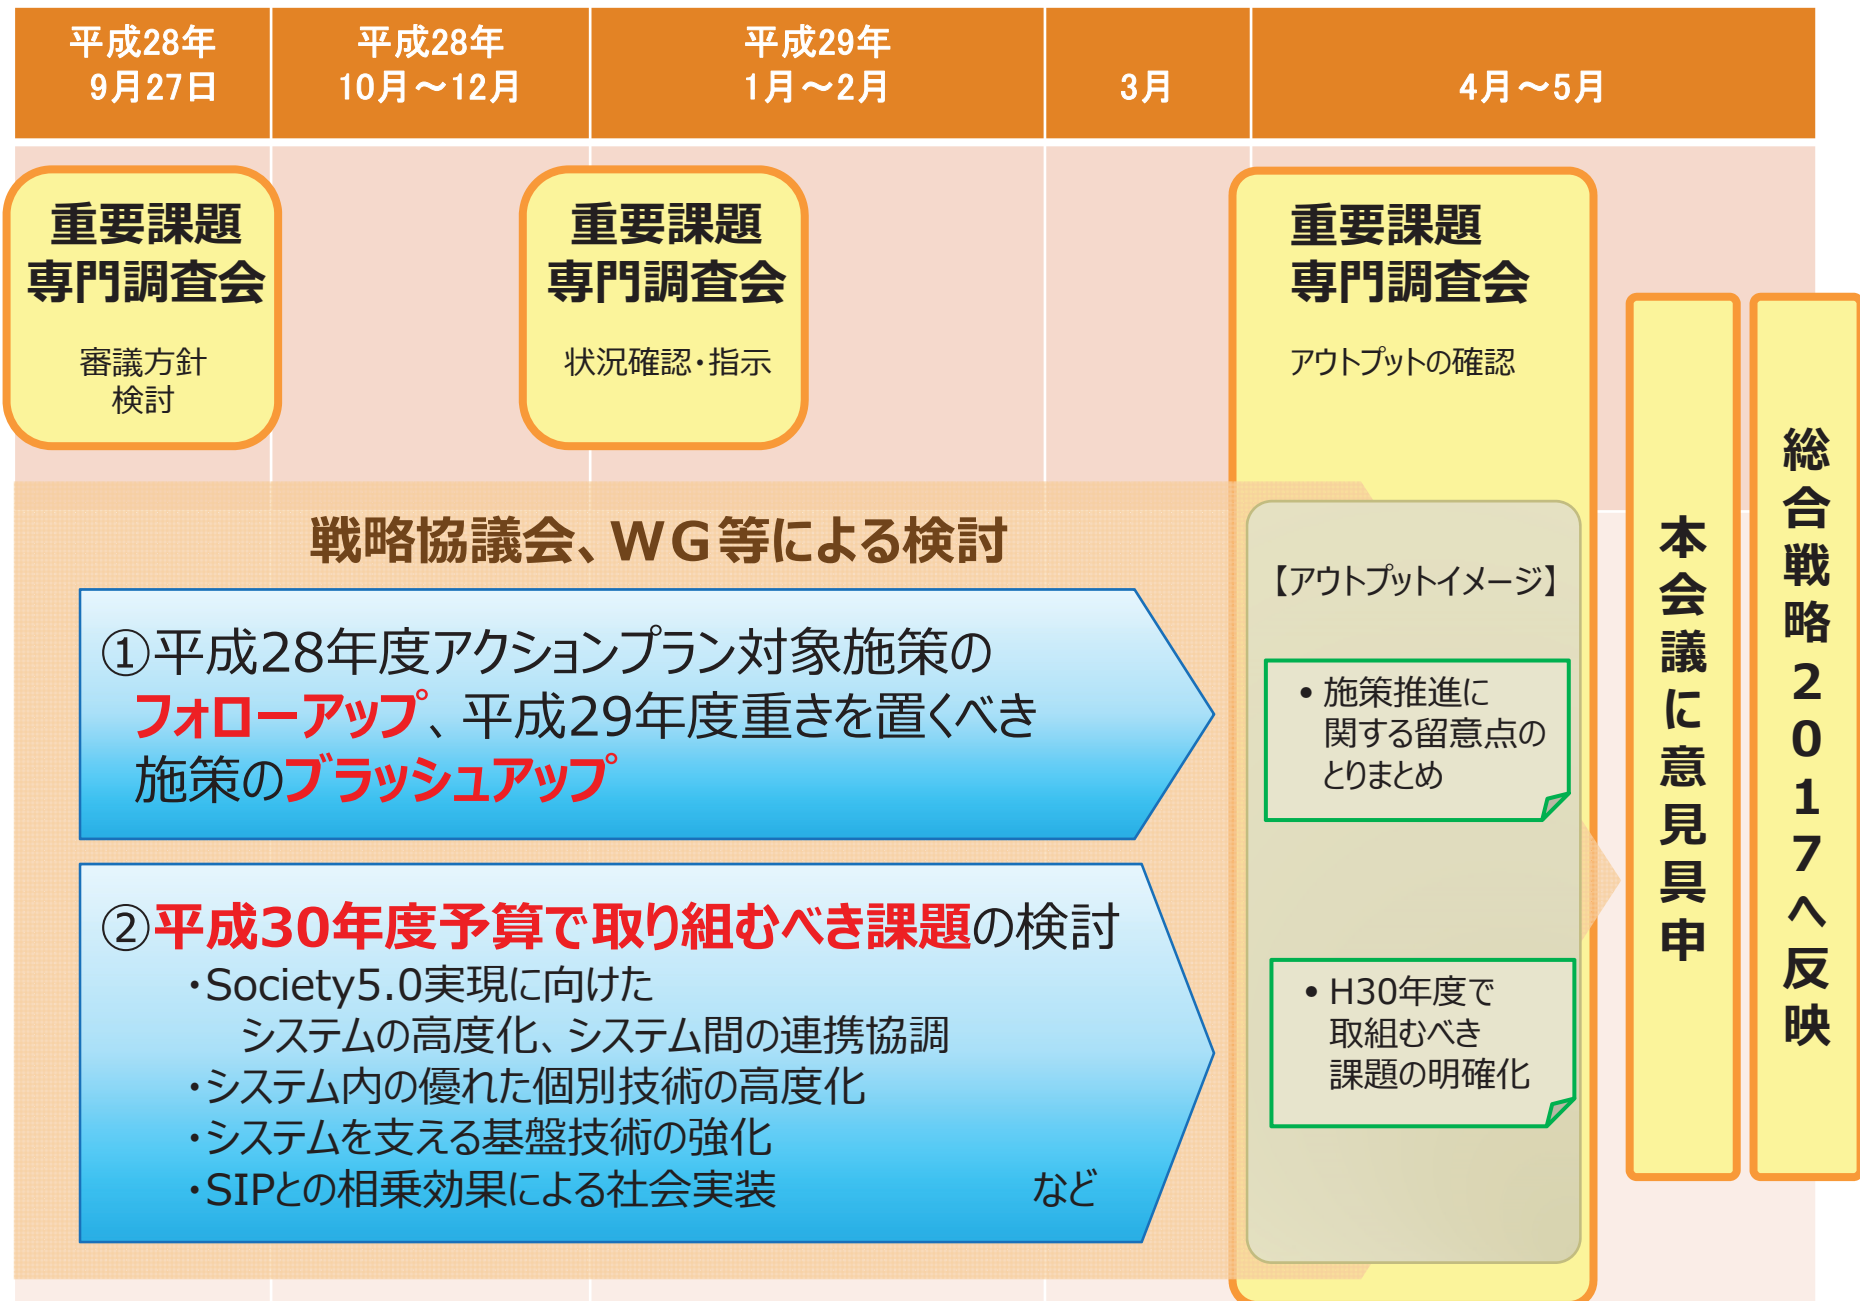 平成28年
9月27日
平成28年
10月～12月
平成29年
1月～2月
3月
4月～5月
重要課題
専門調査会
審議方針
検討
重要課題
専門調査会
状況確認・指示
重要課題
専門調査会
アウトプットの確認
戦略協議会、WG等による検討
①平成28年度アクションプラン対象施策の
フォローアップ、平成29年度重きを置くべき
施策のブラッシュアップ
②平成30年度予算で取り組むべき課題の検討
・Society5.0実現に向けた
システムの高度化、システム間の連携協調
・システム内の優れた個別技術の高度化
・システムを支える基盤技術の強化
・SIPとの相乗効果による社会実装 など
【アウトプットイメージ】
• 施策推進に
関する留意点の
とりまとめ
• H30年度で
取組むべき
課題の明確化
本会議に意見具申
総合戦略2017へ反映